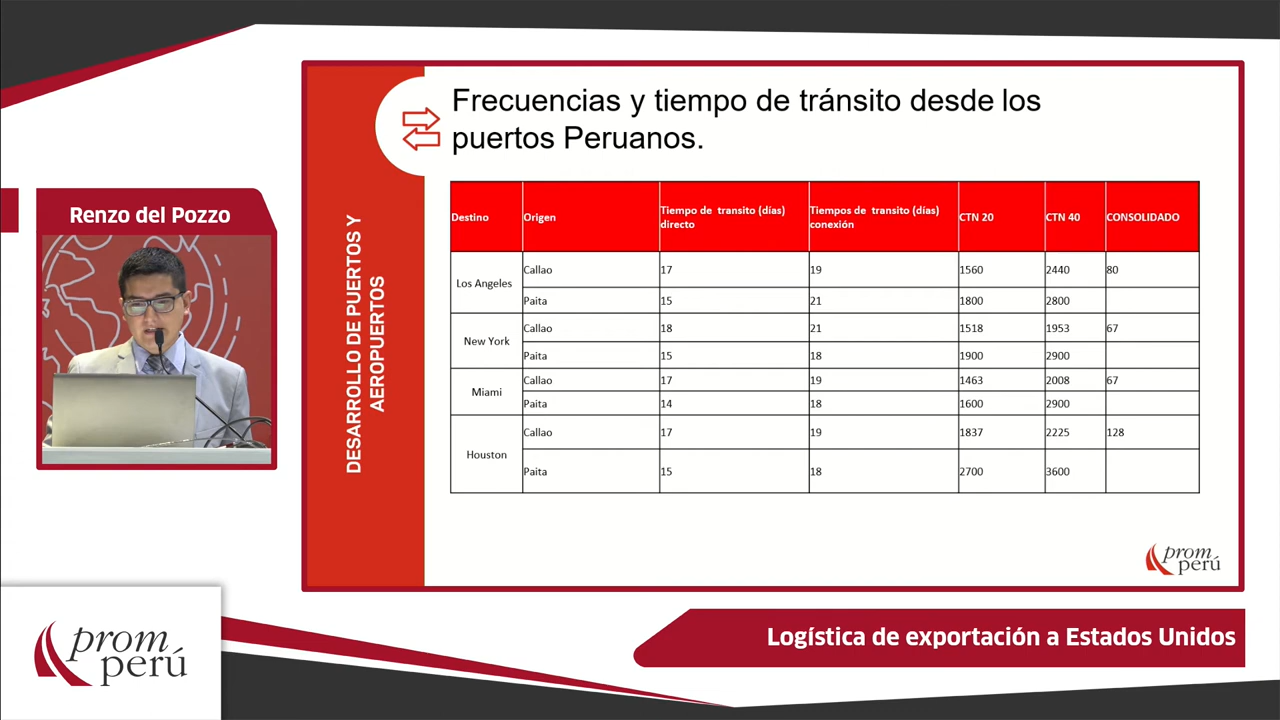 Frecuencias y tiempo de tránsito desde los
puertos Peruanos.
Renzo del Pozzo
DESARROLLO DE PUERTOS Y
AEROPUERTOS
Destino Origen Tiempo de transito (días) directo Tiempos de transito (días) conexión CTN 20 CTN 40 CONSOLIDADO
Los Angeles Callao 17 19 1560 2440 80
Paita 15 21 1800 2800
New York Callao 18 21 1518 1953 67
Paita 15 18 1900 2900
Miami Callao 17 19 1463 2008 67
Paita 14 18 1600 2900
Houston Callao 17 19 1837 2225 128
Paita 15 18 2700 3600
prom
perú
Logística de exportación a Estados Unidos
prom
perú